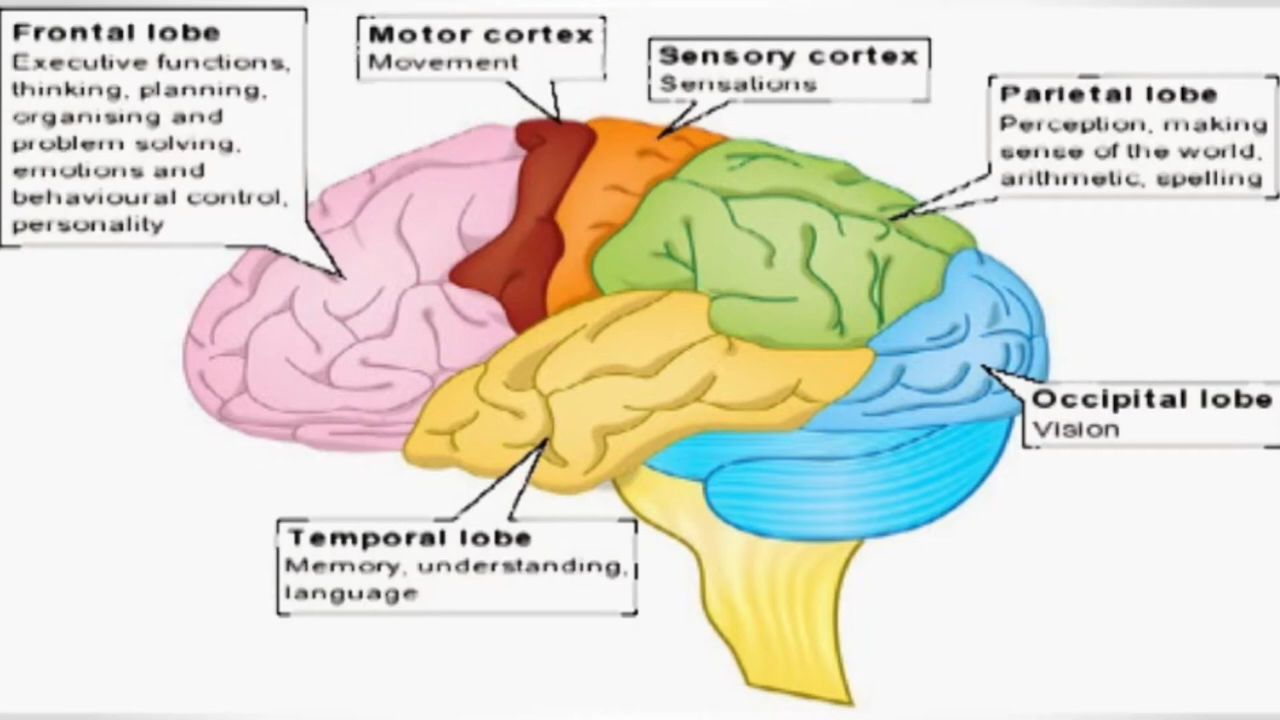 Frontal lobe
Executive functions,
thinking, planning,
organising and
problem solving,
emotions and
behavioural control,
personality
Motor cortex
Movement
Sensory cortex
Sensations
Parietal lobe
Perception, making
sense of the world,
arithmetic, spelling
Occipital lobe
Vision
Temporal lobe
Memory, understanding,
language